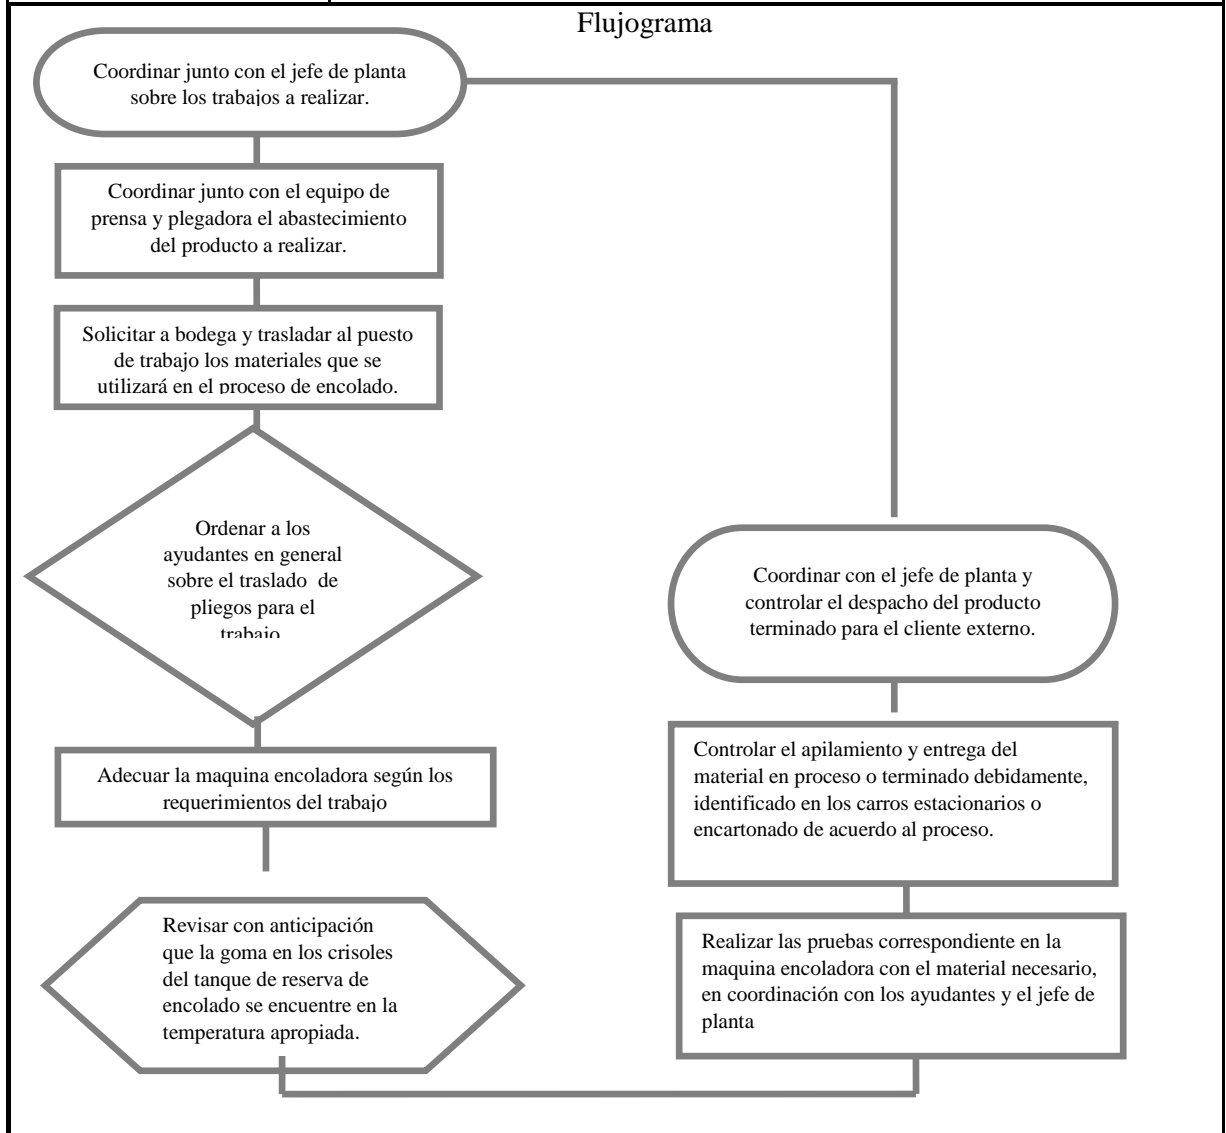 Flujograma
Coordinar junto con el jefe de planta
sobre los trabajos a realizar.
Coordinar junto con el equipo de
prensa y plegadora el abastecimiento
del producto a realizar.
Solicitar a bodega y trasladar al puesto
de trabajo los materiales que se
utilizará en el proceso de encolado.
Ordenar a los
ayudantes en general
sobre el traslado  de
pliegos para el
trabajo
Adecuar la maquina encoladora según los
requerimientos del trabajo
Revisar con anticipación
que la goma en los crisoles
del tanque de reserva de
encolado se encuentre en la
temperatura apropiada.
Coordinar con el jefe de planta y
controlar el despacho del producto
terminado para el cliente externo.
Controlar el apilamiento y entrega del
material en proceso o terminado debidamente,
identificado en los carros estacionarios o
encartonado de acuerdo al proceso.
Realizar las pruebas correspondiente en la
maquina encoladora con el material necesario,
en coordinación con los ayudantes y el jefe de
planta